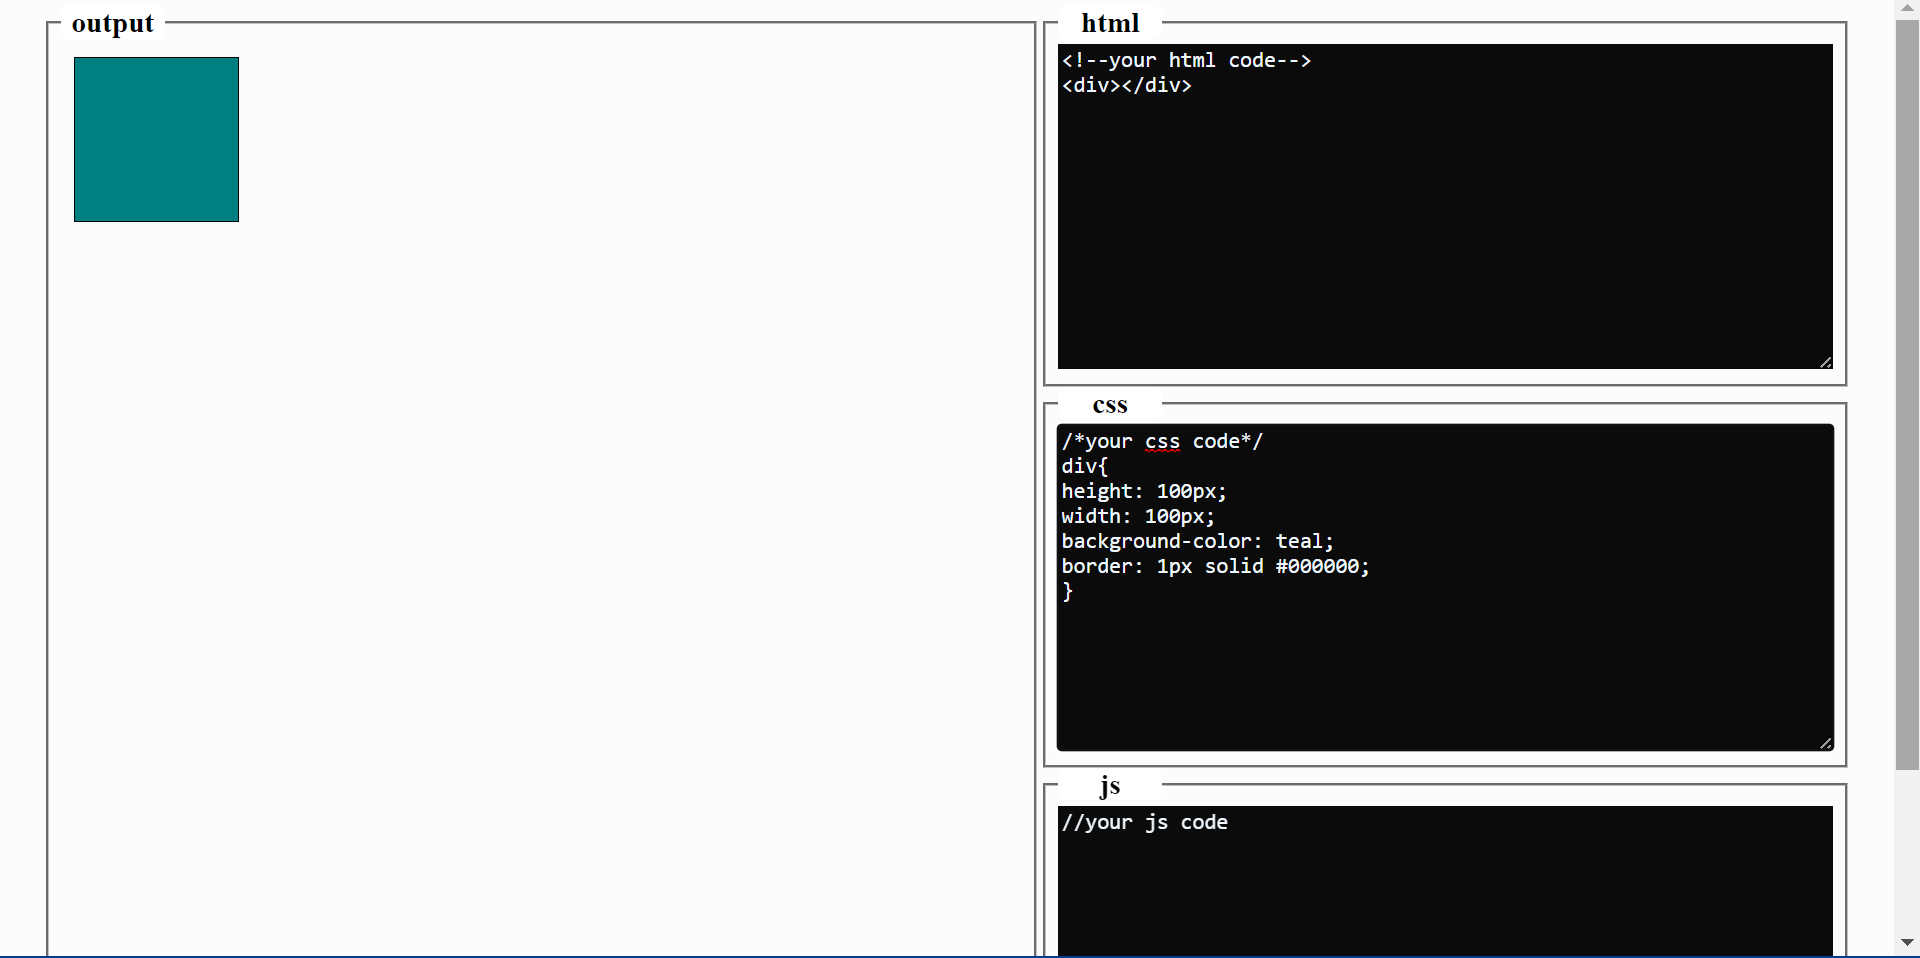 output
html
<!--your html code-->
<div></div>
css
/*your css code*/
div{
height: 100px;
width: 100px;
background-color: teal;
border: 1px solid #000000;
}
js
//your js code